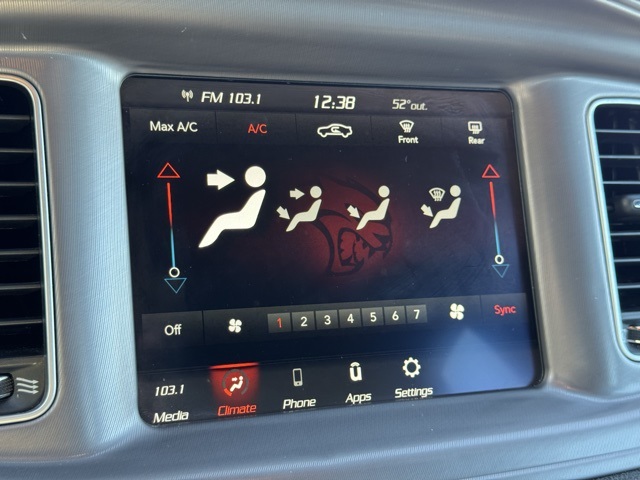 FM 103.1 12:38 52° out.
Max A/C A/C Front Rear
Off 1 2 3 4 5 6 7 Sync
103.1
Media Climate Phone Apps Settings